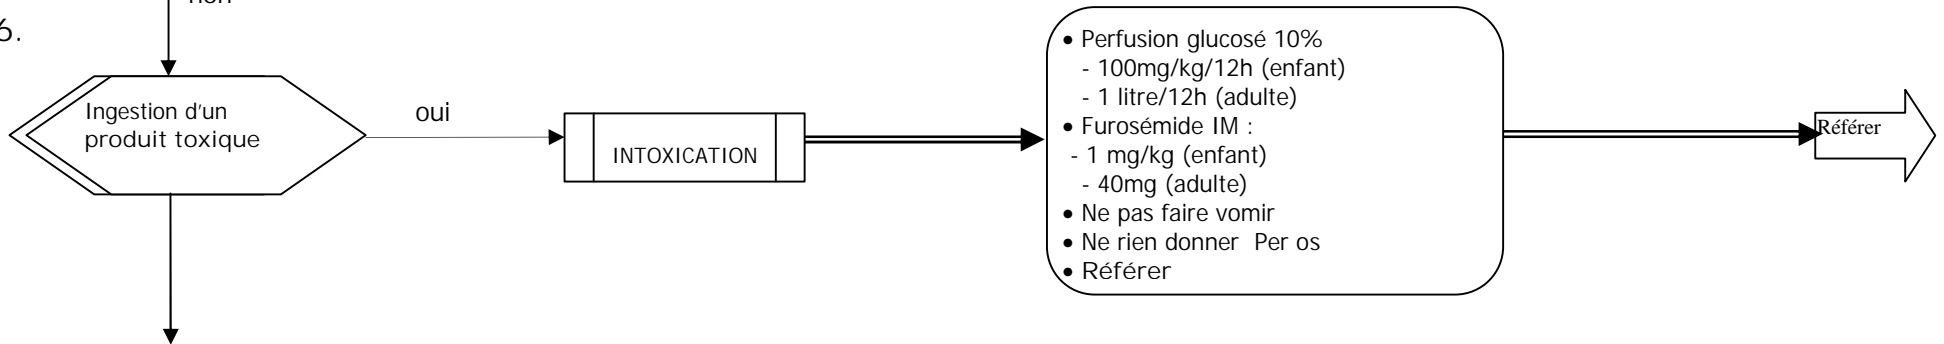 non
6.
Ingestion d'un
produit toxique
oui
INTOXICATION
• Perfusion glucosé 10%
- 100mg/kg/12h (enfant)
- 1 litre/12h (adulte)
• Furosémide IM :
- 1 mg/kg (enfant)
- 40mg (adulte)
• Ne pas faire vomir
• Ne rien donner Per os
• Référer
Référer